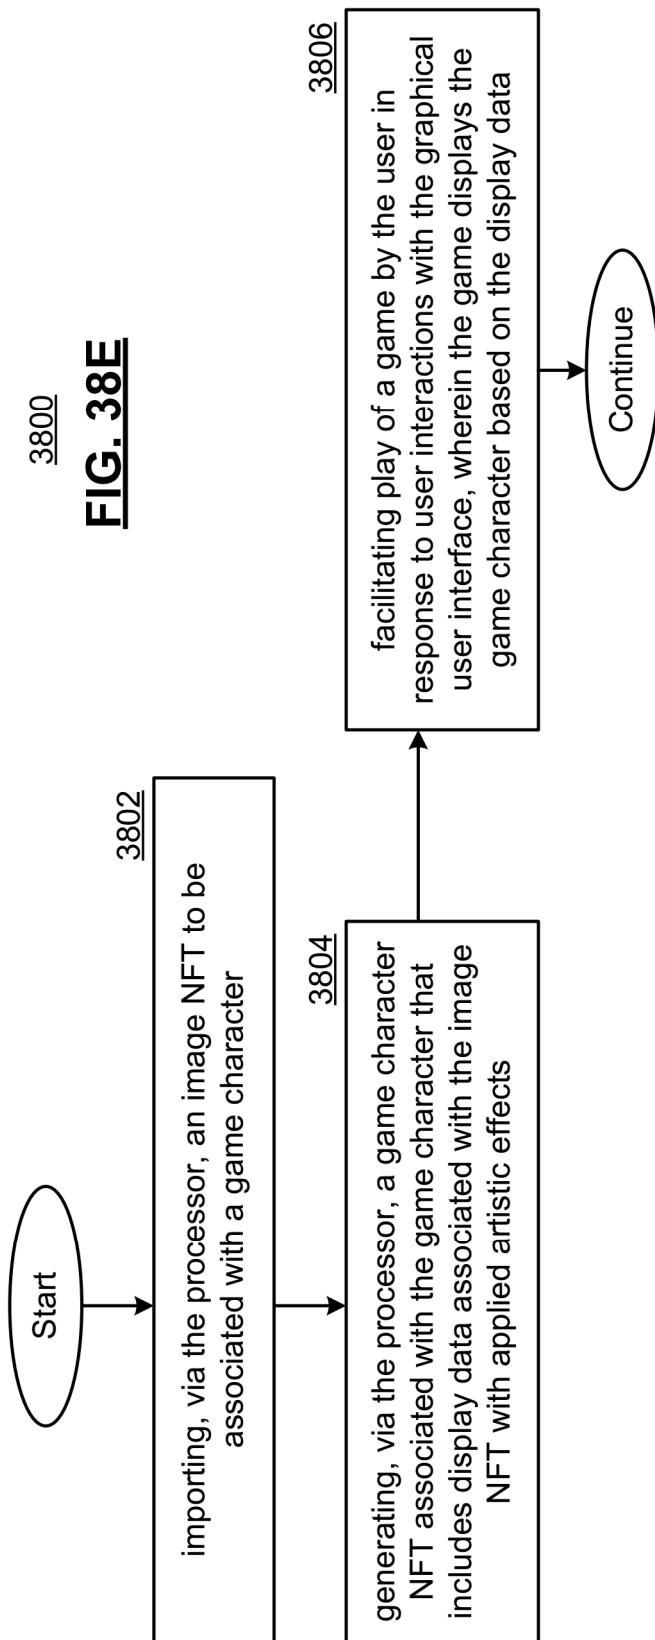 3800
FIG. 38E
Start
3802
importing, via the processor, an image NFT to be
associated with a game character
3804
generating, via the processor, a game character
NFT associated with the game character that
includes display data associated with the image
NFT with applied artistic effects
3806
facilitating play of a game by the user in
response to user interactions with the graphical
user interface, wherein the game displays the
game character based on the display data
Continue